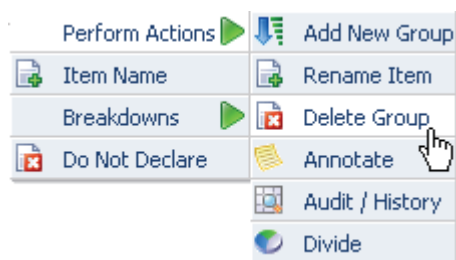 Perform Actions
Item Name
Breakdowns
Do Not Declare
Add New Group
Rename Item
Delete Group
Annotate
Audit / History
Divide